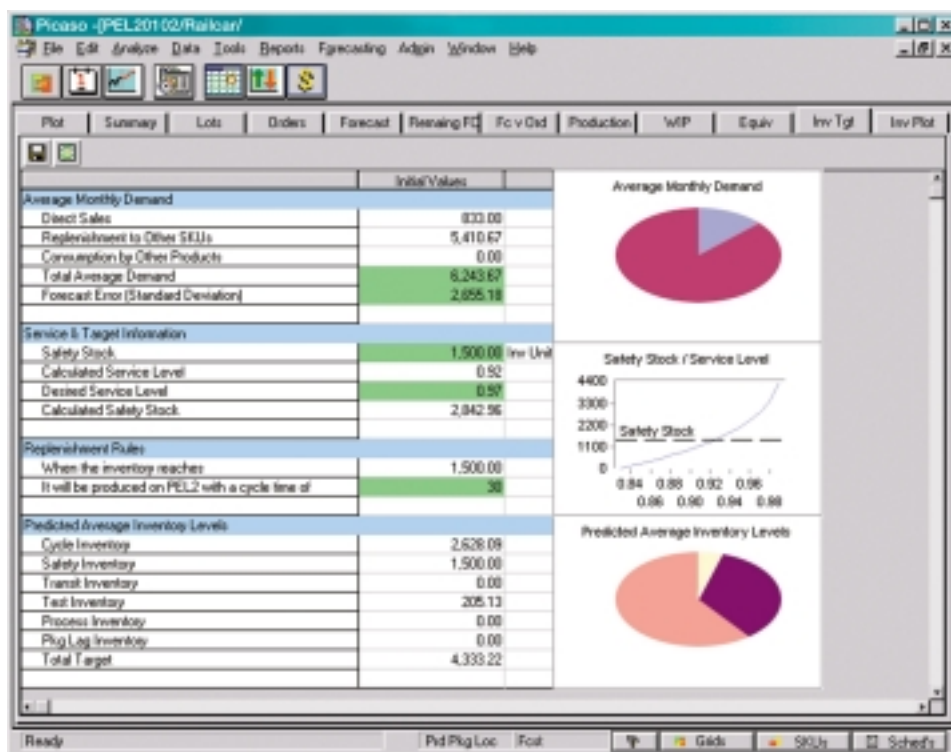 Picaso -[PEL20102/Railcar/
File Edit Analyze Data Tools Reports Forecasting Admin Window Help
Plot Summary Lots Orders Forecast Remaing FC Fc v Ord Production WIP Equiv Inv Tgt Inv Plot
Initial Values
Average Monthly Demand
Direct Sales 833.00
Replenishment to Other SKUs 5,410.67
Consumption by Other Products 0.00
Total Average Demand 6,243.67
Forecast Error (Standard Deviation) 2,655.18
Service & Target Information
Safety Stock 1,500.00 Inv Unit
Calculated Service Level 0.92
Desired Service Level 0.97
Calculated Safety Stock 2,842.96
Replenishment Rules
When the inventory reaches 1,500.00
It will be produced on PEL2 with a cycle time of 30
Predicted Average Inventory Levels
Cycle Inventory 2,628.09
Safety Inventory 1,500.00
Transit Inventory 0.00
Test Inventory 205.13
Process Inventory 0.00
Pkg Lag Inventory 0.00
Total Target 4,333.22
Average Monthly Demand
Safety Stock / Service Level
4400
3300
2200
1100
0
Safety Stock
0.84 0.88 0.92 0.96
0.86 0.90 0.94 0.98
Predicted Average Inventory Levels
Ready Prd Pkg Loc Fcst Grids SKUs Sched's